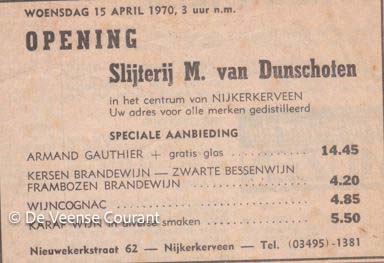 WOENSDAG 15 APRIL 1970, 3 uur n.m.
OPENING
Slijterij M. van Dunschoten
in het centrum van NIJKERKERVEEN
Uw adres voor alle merken gedistilleerd
SPECIALE AANBIEDING
ARMAND GAUTHIER + gratis glas ............ 14.45
KERSEN BRANDEWIJN — ZWARTE BESSENWIJN
FRAMBOZEN BRANDEWIJN ............ 4.20
WIJNCOGNAC ............ 4.85
© De Veense Courant
KARAF WIJN in diverse smaken ............ 5.50
Nieuwekerkstraat 62 — Nijkerkerveen — Tel. (03495)-1381